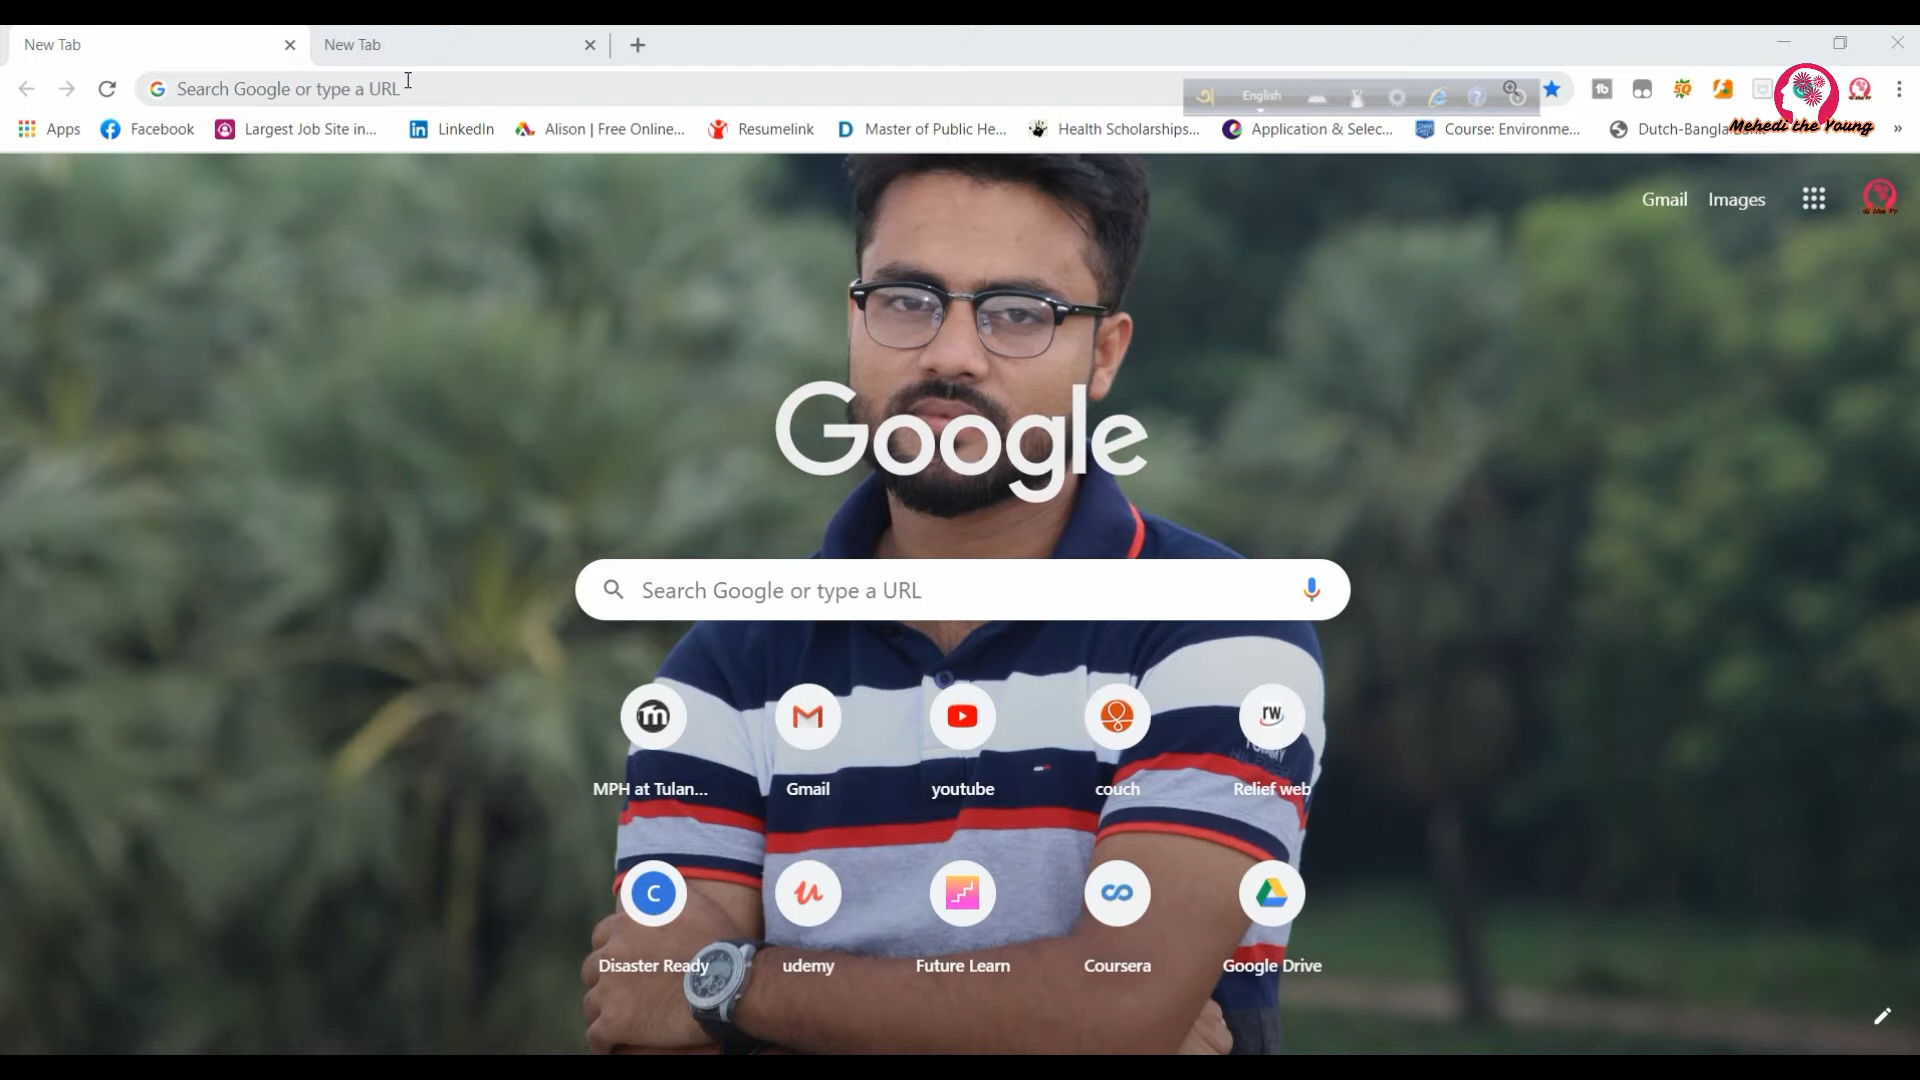 New Tab
New Tab
Search Google or type a URL
English
Apps
Facebook
Largest Job Site in...
LinkedIn
Alison | Free Online...
Resumelink
Master of Public He...
Health Scholarships...
Application & Selec...
Course: Environme...
Dutch-Bangla
Mehedi the Young
Gmail
Images
Google
Search Google or type a URL
rw
MPH at Tulan...
Gmail
youtube
couch
Relief web
C
Disaster Ready
udemy
Future Learn
Coursera
Google Drive